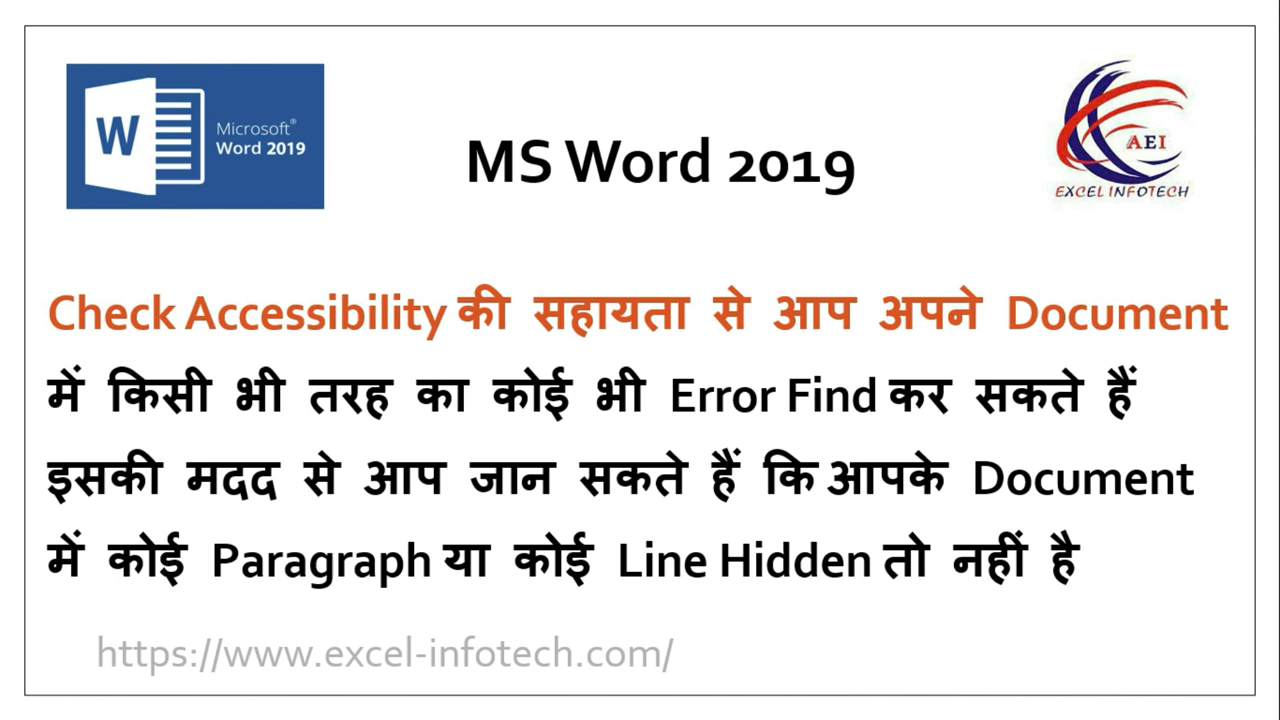 W
Microsoft®
Word 2019
MS Word 2019
AEI
EXCEL INFOTECH
Check Accessibility की सहायता से आप अपने Document
में किसी भी तरह का कोई भी Error Find कर सकते हैं
इसकी मदद से आप जान सकते हैं कि आपके Document
में कोई Paragraph या कोई Line Hidden तो नहीं है
https://www.excel-infotech.com/